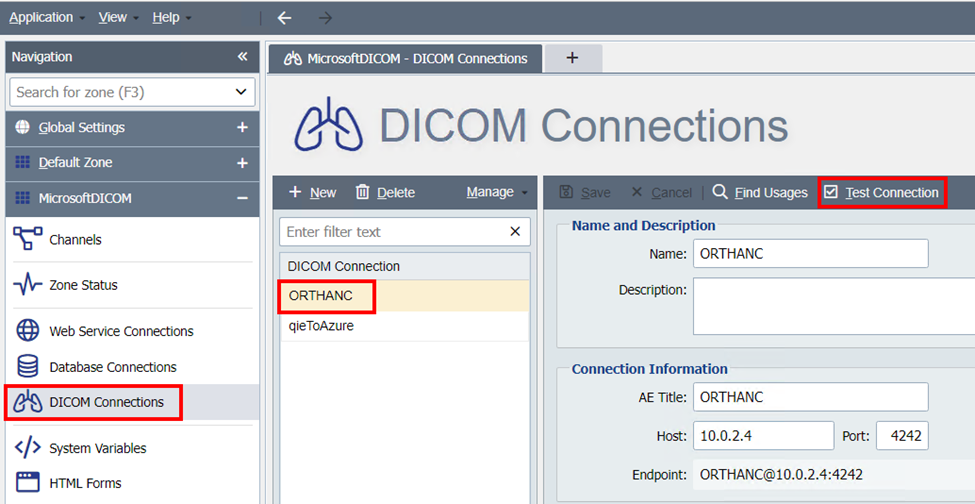 Application View Help
Navigation «
MicrosoftDICOM - DICOM Connections +
Search for zone (F3)
Global Settings +
Default Zone +
MicrosoftDICOM −
Channels
Zone Status
Web Service Connections
Database Connections
DICOM Connections
System Variables
HTML Forms
DICOM Connections
+ New Delete Manage
Enter filter text
DICOM Connection
ORTHANC
qieToAzure
Save Cancel Find Usages Test Connection
Name and Description
Name: ORTHANC
Description:
Connection Information
AE Title: ORTHANC
Host: 10.0.2.4 Port: 4242
Endpoint: ORTHANC@10.0.2.4:4242